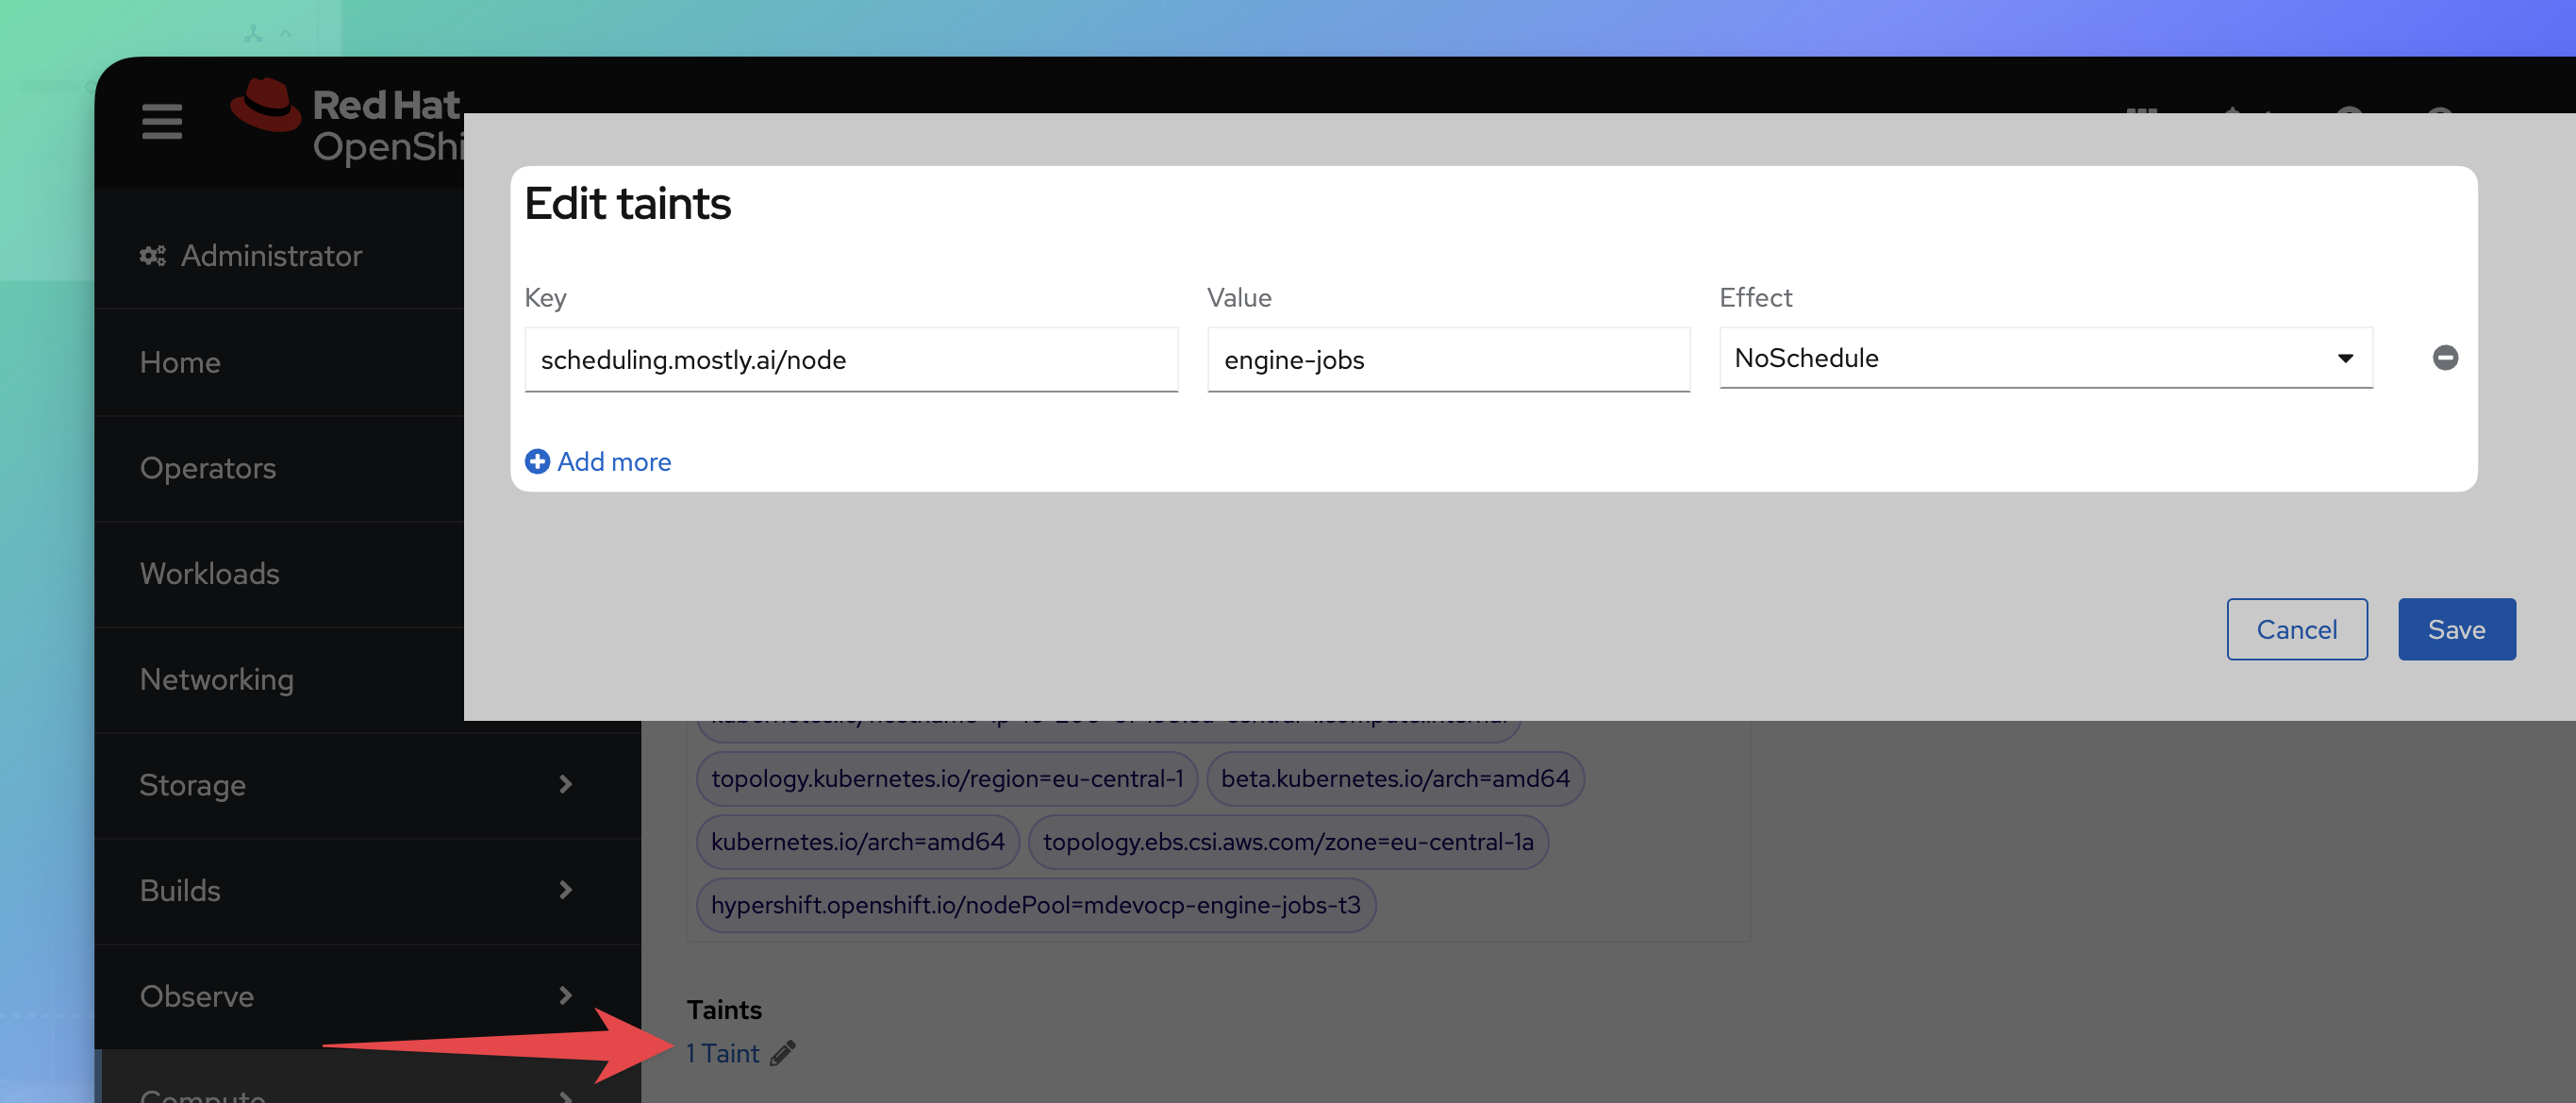 Red Hat
OpenShi
Administrator
Home
Operators
Workloads
Networking
Storage
Builds
Observe
Compute
Edit taints
Key Value Effect
scheduling.mostly.ai/node engine-jobs NoSchedule
Add more
Cancel Save
topology.kubernetes.io/region=eu-central-1 beta.kubernetes.io/arch=amd64
kubernetes.io/arch=amd64 topology.ebs.csi.aws.com/zone=eu-central-1a
hypershift.openshift.io/nodePool=mdevocp-engine-jobs-t3
Taints
1 Taint